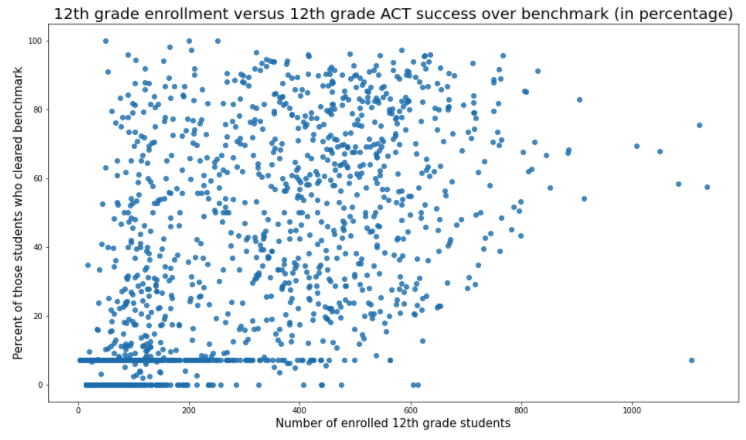 12th grade enrollment versus 12th grade ACT success over benchmark (in percentage)
Percent of those students who cleared benchmark
100
80
60
40
20
0
0 200 400 600 800 1000
Number of enrolled 12th grade students